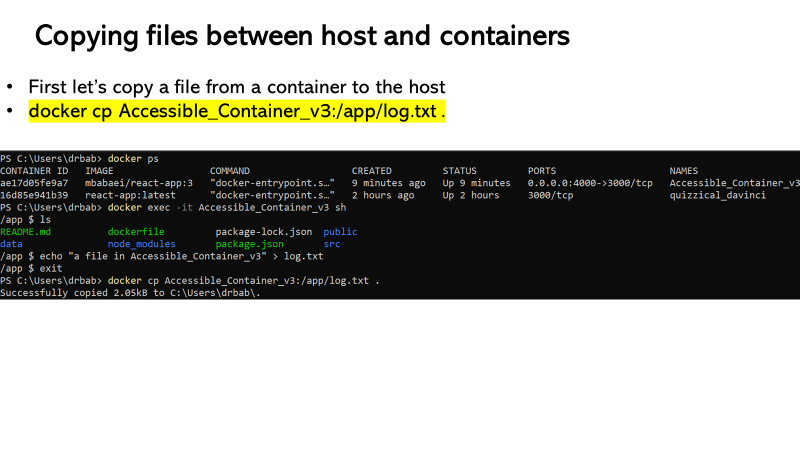 Copying files between host and containers
• First let’s copy a file from a container to the host
• docker cp Accessible_Container_v3:/app/log.txt .
PS C:\Users\drbab> docker ps
CONTAINER ID IMAGE COMMAND CREATED STATUS PORTS NAMES
ae17d05fe9a7 mbabaei/react-app:3 "docker-entrypoint.s…" 9 minutes ago Up 9 minutes 0.0.0.0:4000->3000/tcp Accessible_Container_v3
16d85e941b39 react-app:latest "docker-entrypoint.s…" 2 hours ago Up 2 hours 3000/tcp quizzical_davinci
PS C:\Users\drbab> docker exec -it Accessible_Container_v3 sh
/app $ ls
README.md dockerfile package-lock.json public
data node_modules package.json src
/app $ echo "a file in Accessible_Container_v3" > log.txt
/app $ exit
PS C:\Users\drbab> docker cp Accessible_Container_v3:/app/log.txt .
Successfully copied 2.05kB to C:\Users\drbab\.